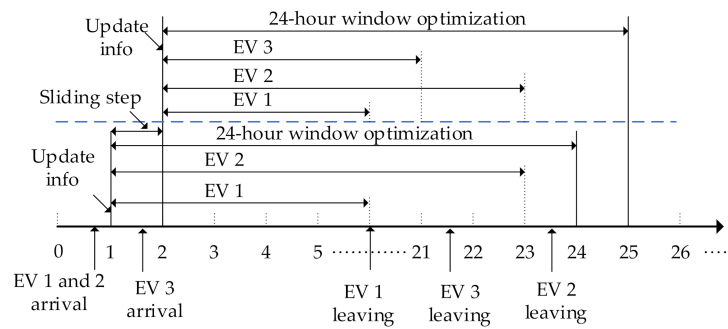 24-hour window optimization
Update
info
EV 3
EV 2
EV 1
Sliding step
24-hour window optimization
Update
info
EV 2
EV 1
0 1 2 3 4 5 ............... 21 22 23 24 25 26 ....
EV 1 and 2
arrival
EV 3
arrival
EV 1
leaving
EV 3
leaving
EV 2
leaving